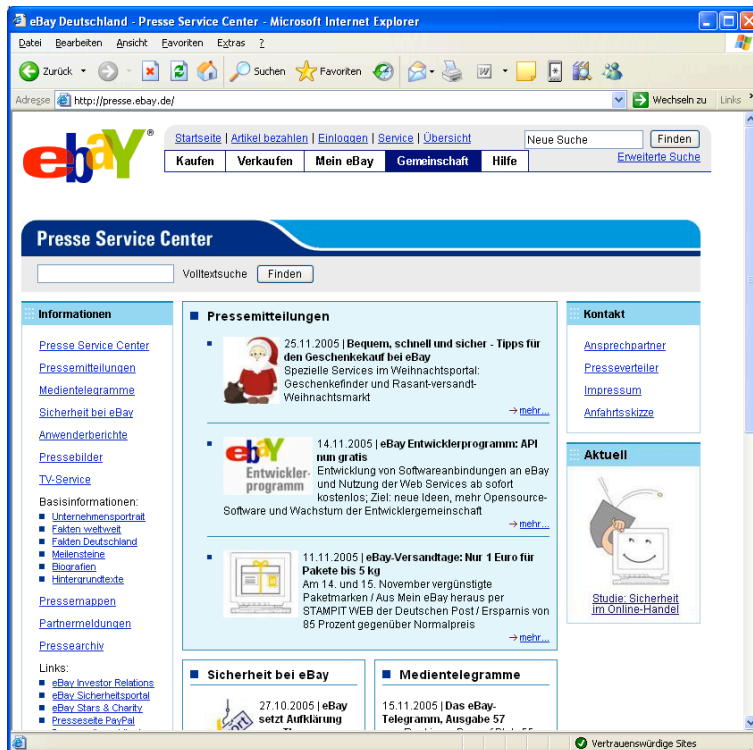 eBay Deutschland - Presse Service Center - Microsoft Internet Explorer
Datei Bearbeiten Ansicht Favoriten Extras ?
Zurück Suchen Favoriten
Adresse http://presse.ebay.de/ Wechseln zu Links »
ebay®
Startseite | Artikel bezahlen | Einloggen | Service | Übersicht
Neue Suche Finden
Kaufen Verkaufen Mein eBay Gemeinschaft Hilfe
Erweiterte Suche
Presse Service Center
Volltextsuche Finden
Informationen
Presse Service Center
Pressemitteilungen
Medientelegramme
Sicherheit bei eBay
Anwenderberichte
Pressebilder
TV-Service
Basisinformationen:
Unternehmensportrait
Fakten weltweit
Fakten Deutschland
Meilensteine
Biografien
Hintergrundtexte
Pressemappen
Partnermeldungen
Pressearchiv
Links:
eBay Investor Relations
eBay Sicherheitsportal
eBay Stars & Charity
Presseseite PayPal
Pressemitteilungen
25.11.2005 | Bequem, schnell und sicher - Tipps für
den Geschenkekauf bei eBay
Spezielle Services im Weihnachtsportal:
Geschenkefinder und Rasant-versandt-
Weihnachtsmarkt
→ mehr...
ebay
Entwickler-
programm
14.11.2005 | eBay Entwicklerprogramm: API
nun gratis
Entwicklung von Softwareanbindungen an eBay
und Nutzung der Web Services ab sofort
kostenlos; Ziel: neue Ideen, mehr Opensource-
Software und Wachstum der Entwicklergemeinschaft
→ mehr...
11.11.2005 | eBay-Versandtage: Nur 1 Euro für
Pakete bis 5 kg
Am 14. und 15. November vergünstigte
Paketmarken / Aus Mein eBay heraus per
STAMPIT WEB der Deutschen Post / Ersparnis von
85 Prozent gegenüber Normalpreis
→ mehr...
Sicherheit bei eBay
27.10.2005 | eBay
setzt Aufklärung
Medientelegramme
15.11.2005 | Das eBay-
Telegramm, Ausgabe 57
Kontakt
Ansprechpartner
Presseverteiler
Impressum
Anfahrtsskizze
Aktuell
Studie: Sicherheit
im Online-Handel
Vertrauenswürdige Sites